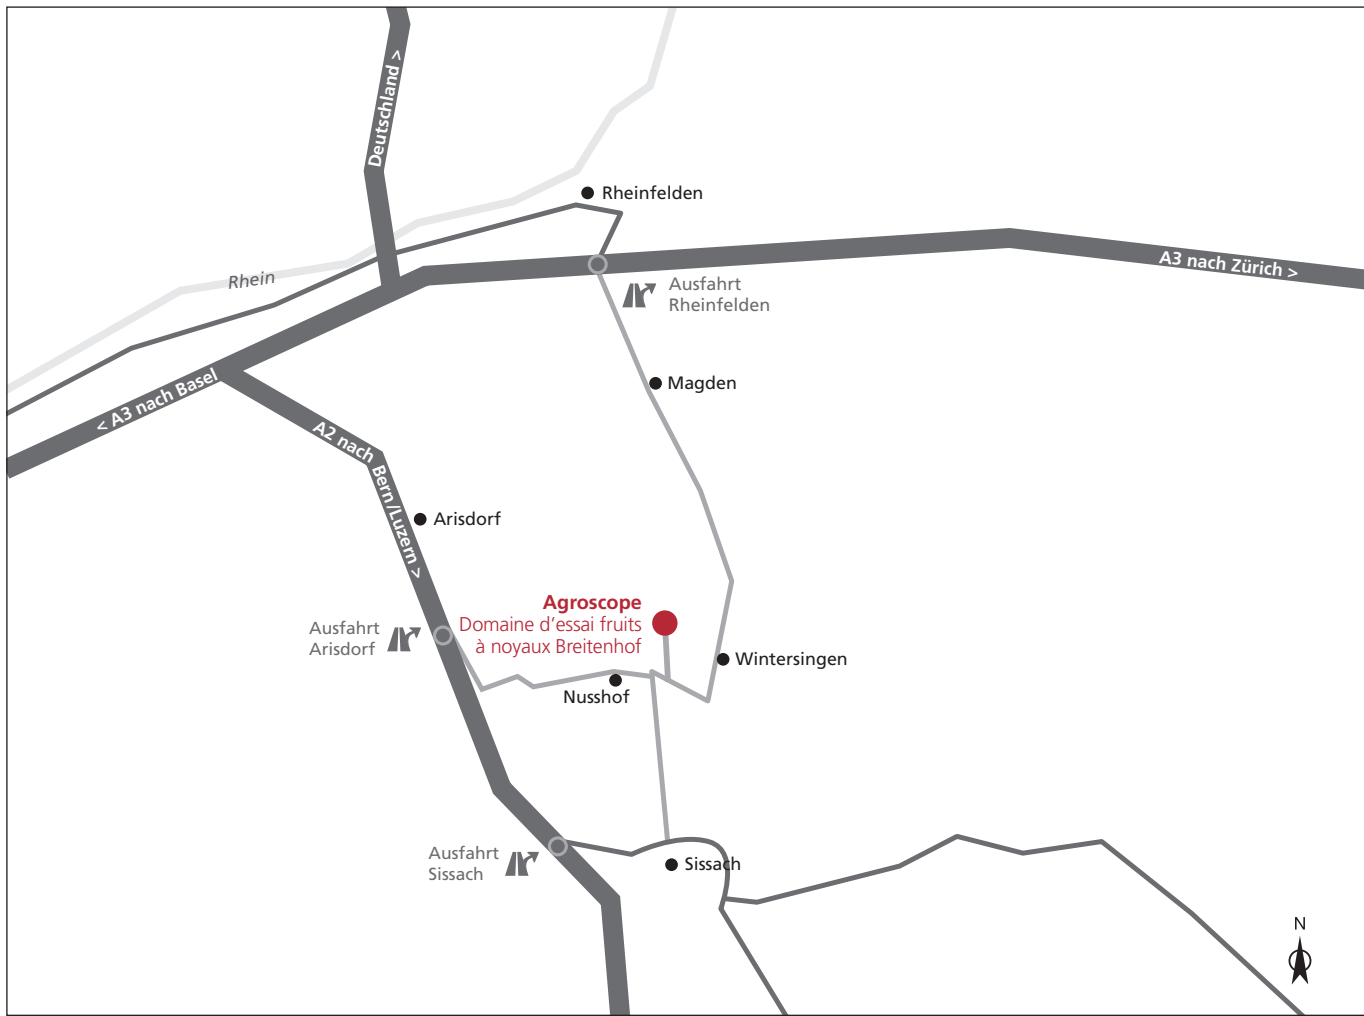 Deutschland >
Rheinfelden
Rhein
A3 nach Zürich >
Ausfahrt
Rheinfelden
< A3 nach Basel
Magden
A2 nach Bern/Luzern >
Arisdorf
Agroscope
Domaine d'essai fruits
à noyaux Breitenhof
Ausfahrt
Arisdorf
Wintersingen
Nusshof
Ausfahrt
Sissach
Sissach
N